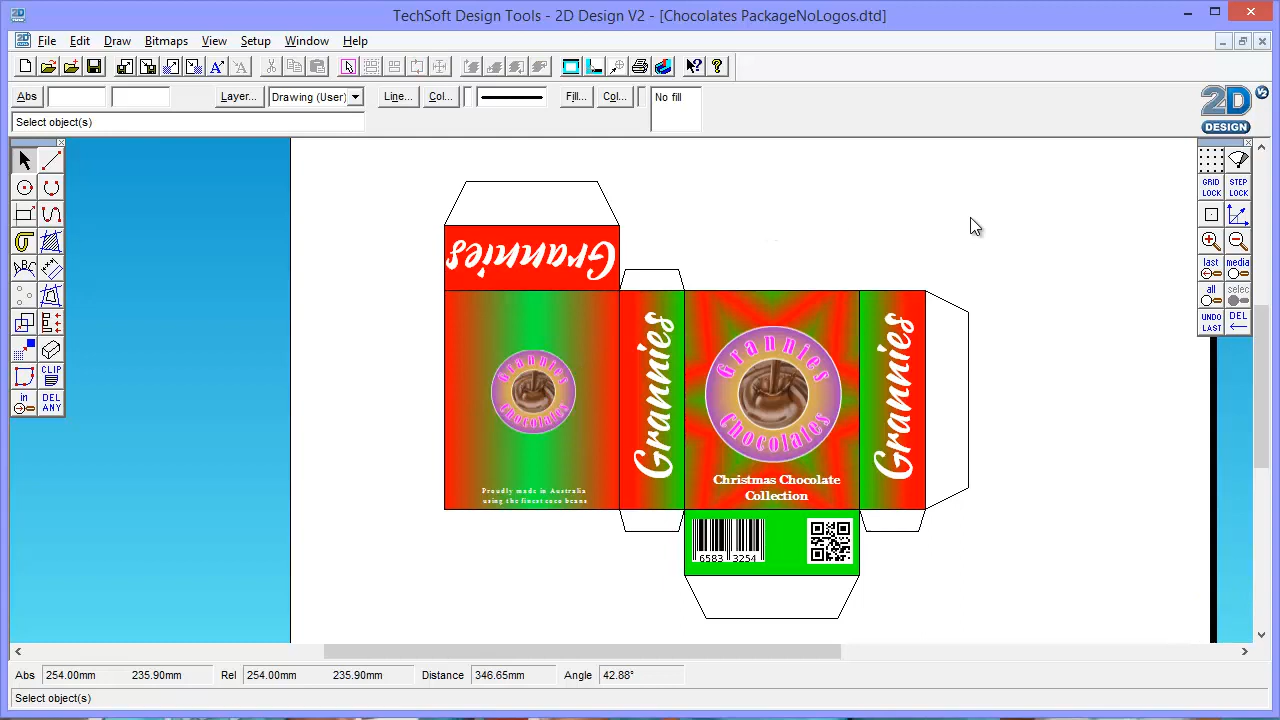 TechSoft Design Tools - 2D Design V2 - [Chocolates PackageNoLogos.dtd]
File Edit Draw Bitmaps View Setup Window Help
Abs Layer... Drawing (User) Line... Col... Fill... Col... No fill
2D V2
DESIGN
Select object(s)
GRID LOCK STEP LOCK
last media
all selec
UNDO LAST DEL
ABC
CLIP
in DEL ANY
Grannies
Grannies
Chocolates
Proudly made in Australia
using the finest coco beans
Grannies
Grannies
Chocolates
Christmas Chocolate
Collection
Grannies
6583 3254
Abs 254.00mm 235.90mm Rel 254.00mm 235.90mm Distance 346.65mm Angle 42.88°
Select object(s)